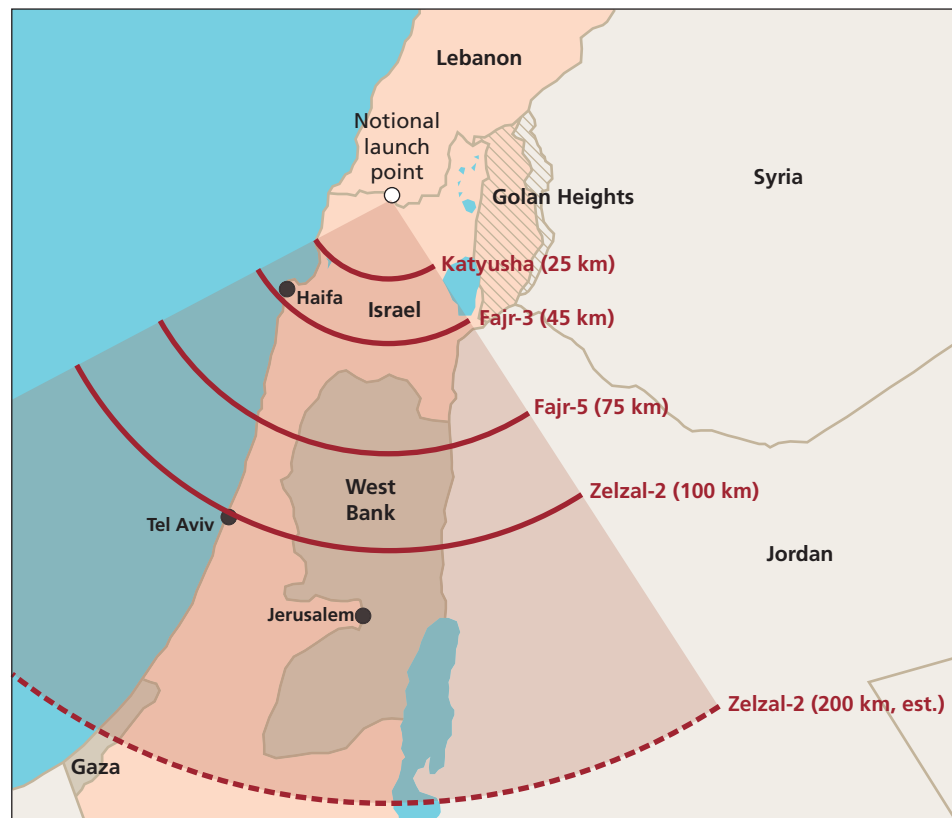 Lebanon
Notional
launch
point
Syria
Golan Heights
Katyusha (25 km)
Haifa
Israel
Fajr-3 (45 km)
Fajr-5 (75 km)
West
Bank
Zelzal-2 (100 km)
Tel Aviv
Jordan
Jerusalem
Zelzal-2 (200 km, est.)
Gaza